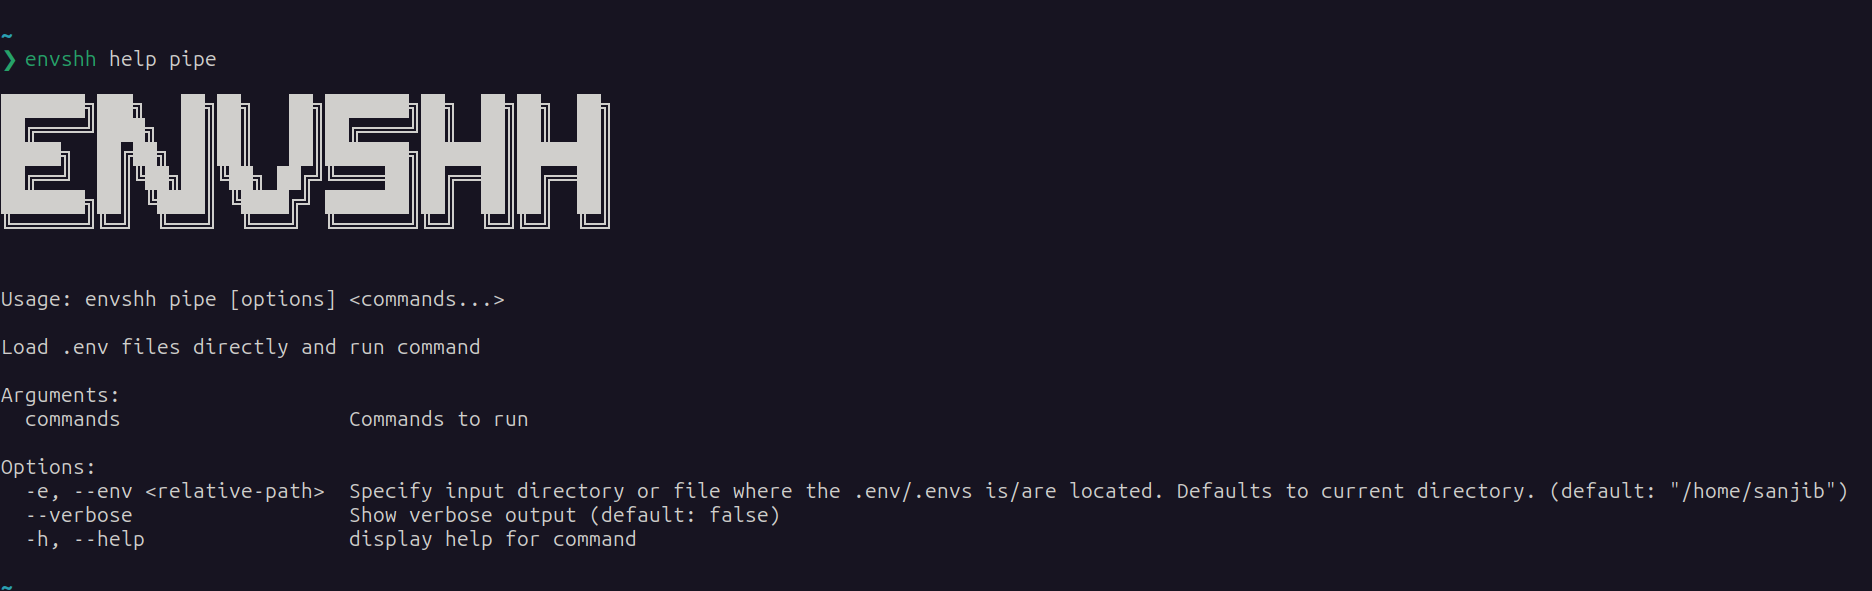 ~
❯ envshh help pipe
ENVSHH
Usage: envshh pipe [options] <commands...>
Load .env files directly and run command
Arguments:
  commands                   Commands to run
Options:
  -e, --env <relative-path>  Specify input directory or file where the .env/.envs is/are located. Defaults to current directory. (default: "/home/sanjib")
  --verbose                  Show verbose output (default: false)
  -h, --help                 display help for command
~